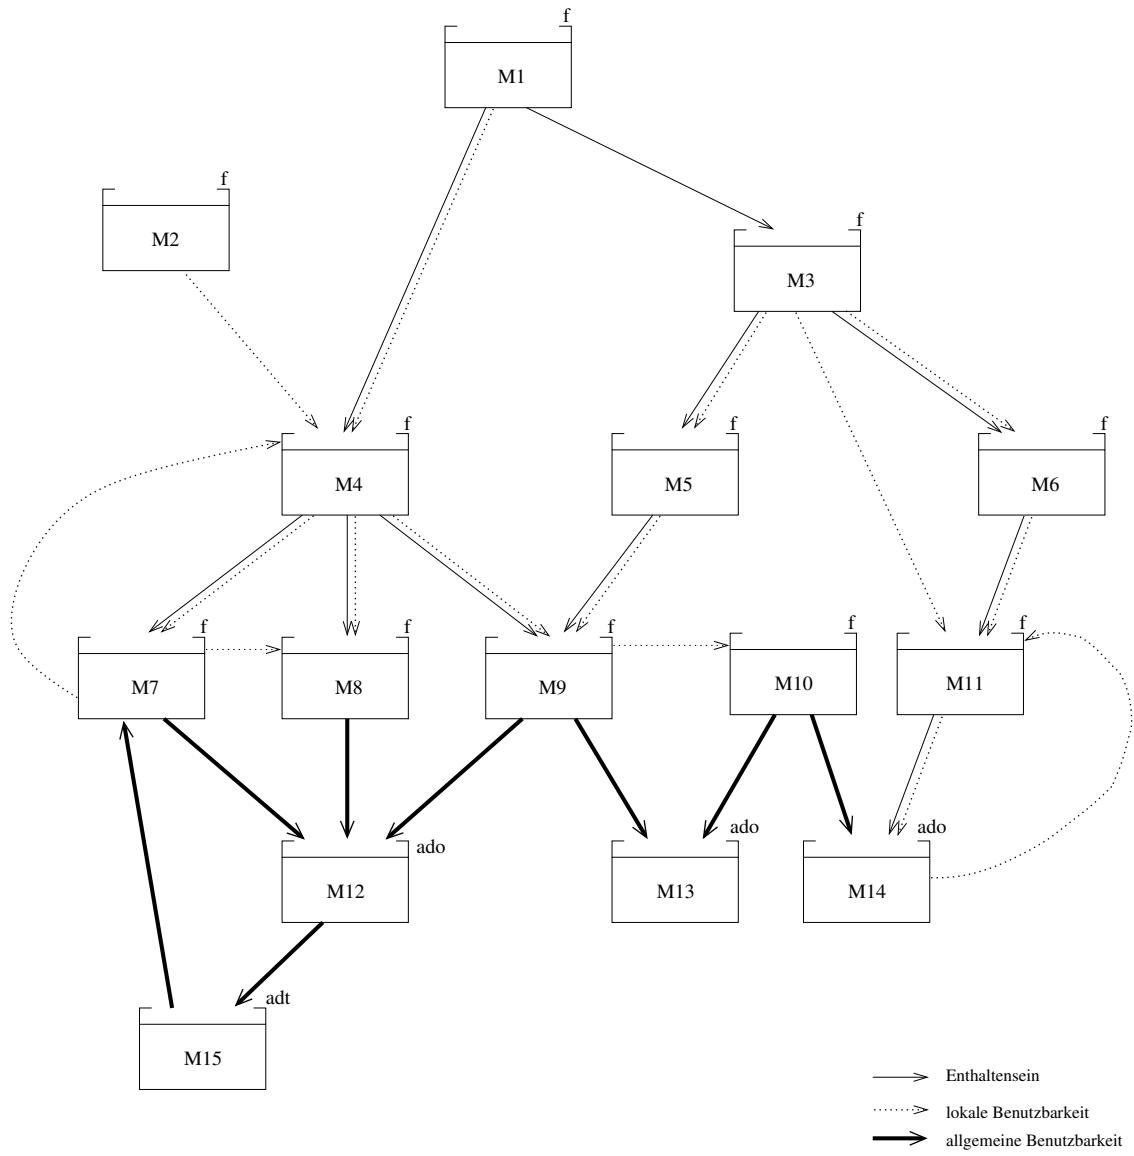 f
M1
f
M2
f
M3
f
f
f
M4
M5
M6
f
f
f
f
f
M7
M8
M9
M10
M11
ado
ado
ado
M12
M13
M14
adt
M15
Enthaltensein
lokale Benutzbarkeit
allgemeine Benutzbarkeit